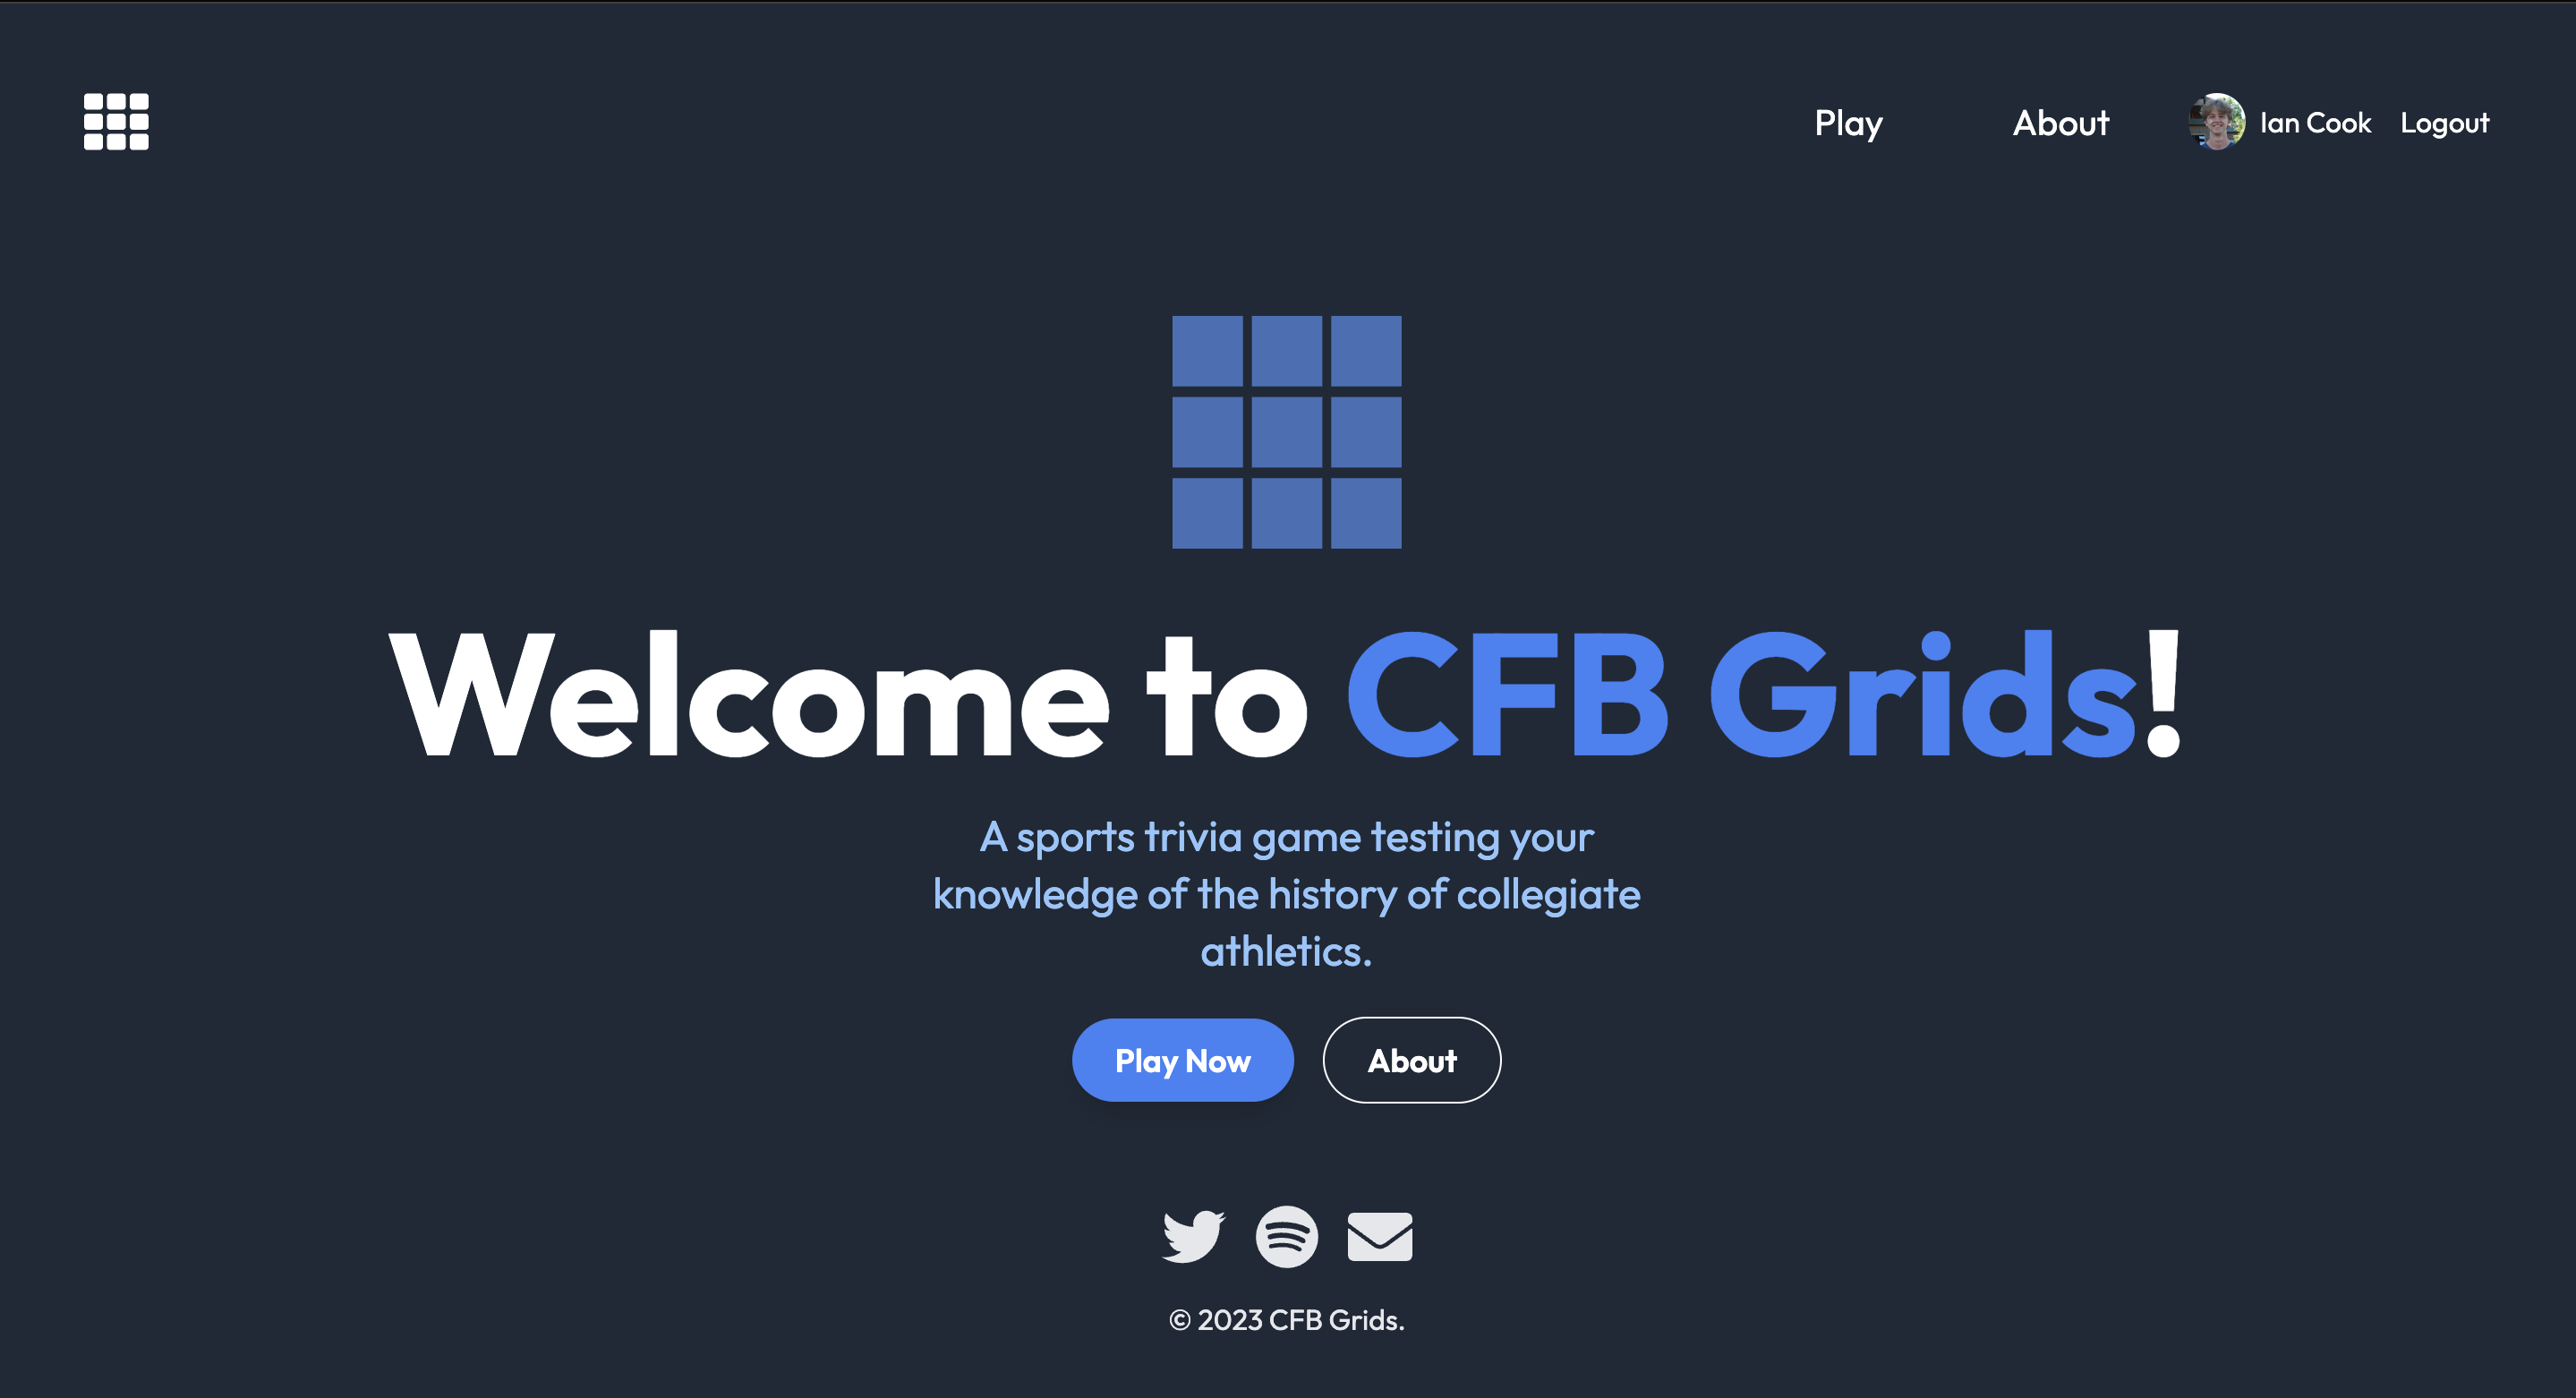 Play About Ian Cook Logout
Welcome to CFB Grids!
A sports trivia game testing your
knowledge of the history of collegiate
athletics.
Play Now About
© 2023 CFB Grids.